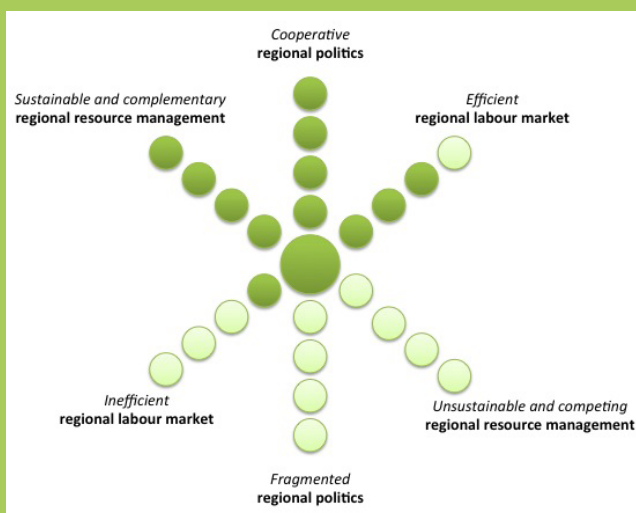 Cooperative
regional politics
Sustainable and complementary
regional resource management
Efficient
regional labour market
Inefficient
regional labour market
Unsustainable and competing
regional resource management
Fragmented
regional politics